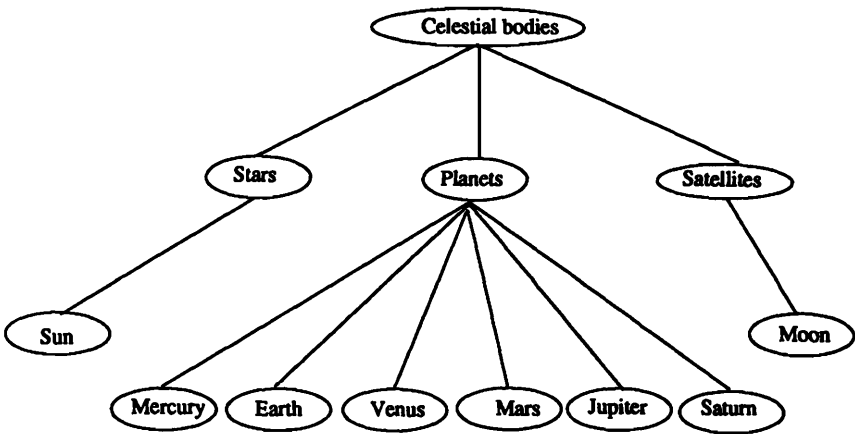 Celestial bodies
Stars
Planets
Satellites
Sun
Moon
Mercury
Earth
Venus
Mars
Jupiter
Saturn